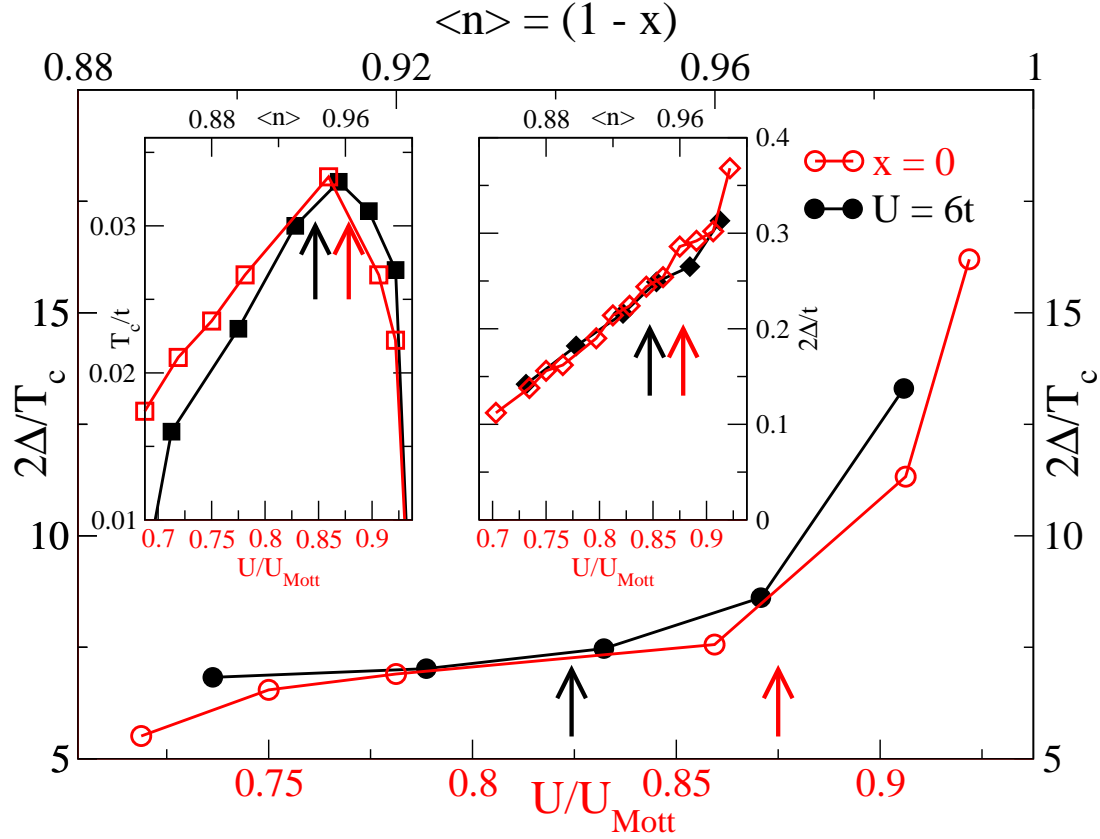 <n> = (1 - x)
0.88 0.92 0.96 1
0.88 <n> 0.96
0.88 <n> 0.96
x = 0
U = 6t
0.03
0.02
0.01
T_c/t
0.4
0.3
0.2
0.1
0
2Δ/t
0.7 0.75 0.8 0.85 0.9
U/U_Mott
0.7 0.75 0.8 0.85 0.9
U/U_Mott
15
10
5
2Δ/T_c
15
10
5
2Δ/T_c
0.75 0.8 0.85 0.9
U/U_Mott